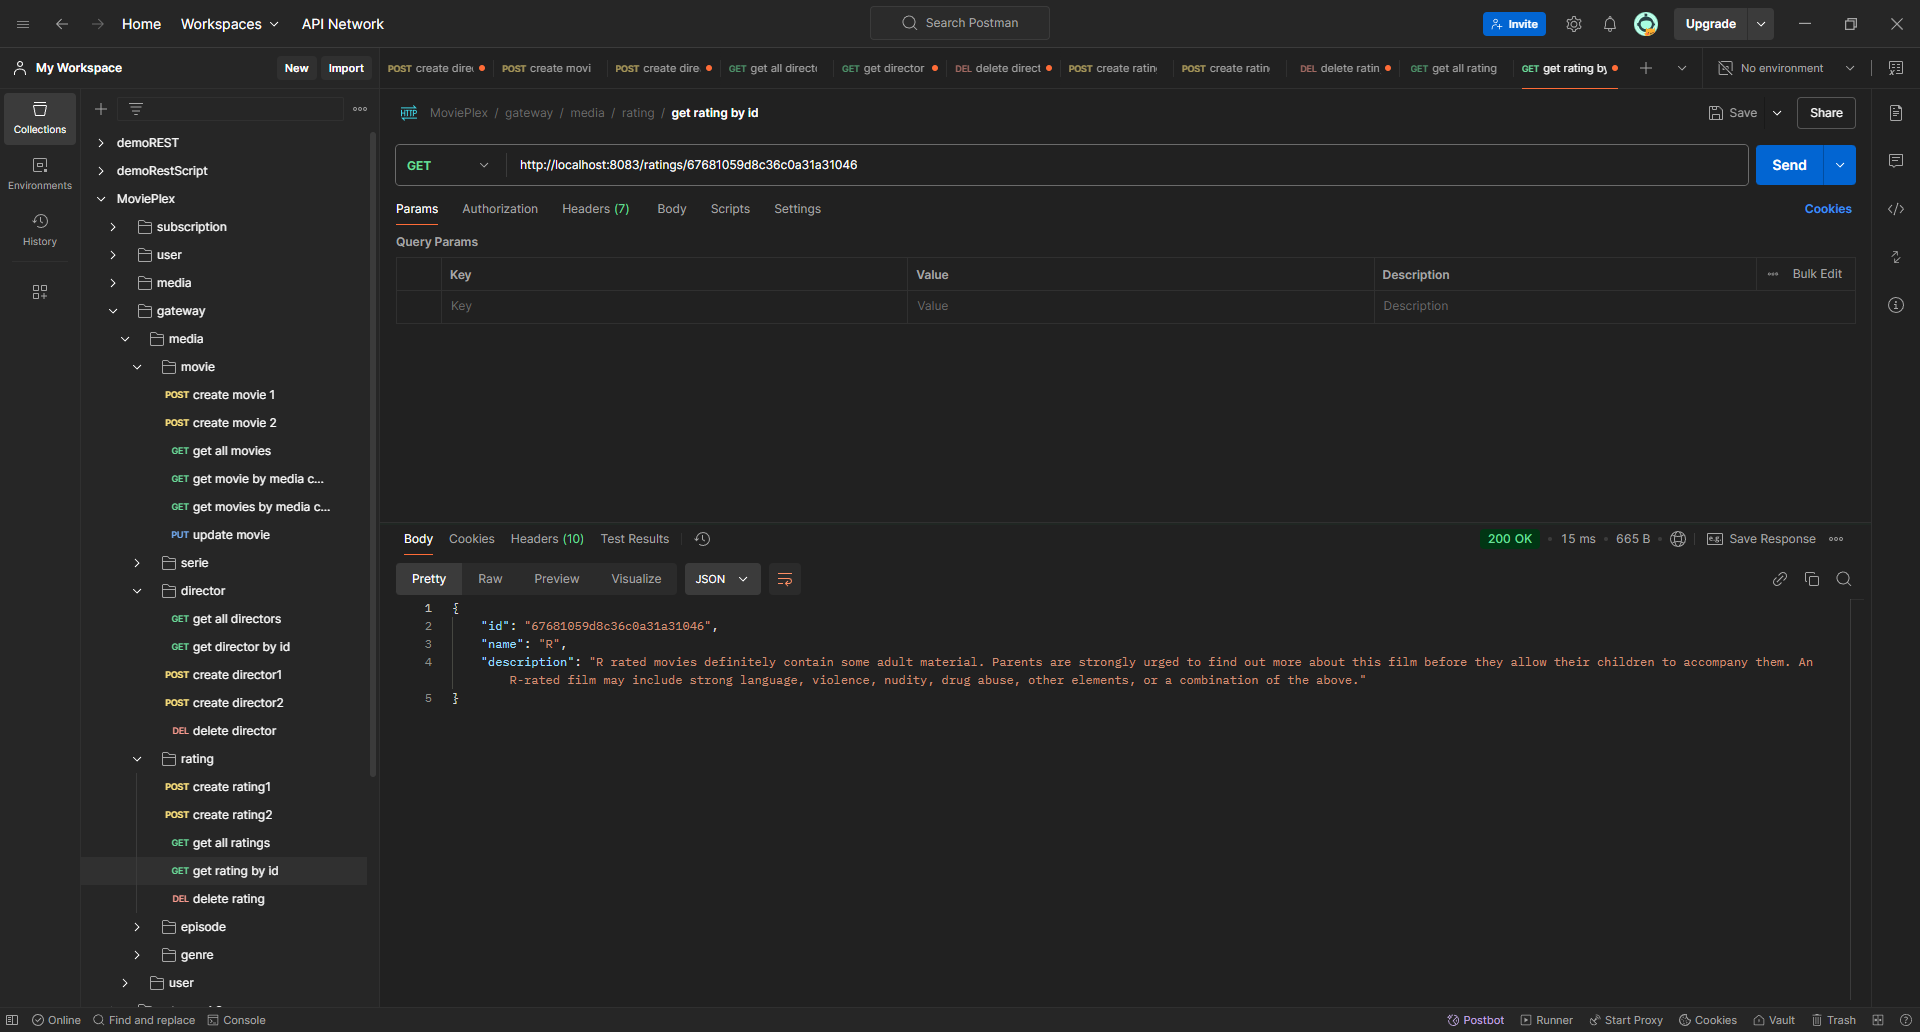 Home Workspaces API Network Search Postman Invite Upgrade
My Workspace New Import POST create direc POST create movi POST create dire GET get all directo GET get director DEL delete direct POST create ratin POST create ratin DEL delete ratin GET get all rating GET get rating by No environment
Collections
Environments
History
demoREST
demoRestScript
MoviePlex
subscription
user
media
gateway
media
movie
POST create movie 1
POST create movie 2
GET get all movies
GET get movie by media c...
GET get movies by media c...
PUT update movie
serie
director
GET get all directors
GET get director by id
POST create director1
POST create director2
DEL delete director
rating
POST create rating1
POST create rating2
GET get all ratings
GET get rating by id
DEL delete rating
episode
genre
user
HTTP MoviePlex / gateway / media / rating / get rating by id Save Share
GET http://localhost:8083/ratings/67681059d8c36c0a31a31046 Send
Params Authorization Headers (7) Body Scripts Settings Cookies
Query Params
Key Value Description Bulk Edit
Key Value Description
Body Cookies Headers (10) Test Results 200 OK 15 ms 665 B e.g. Save Response
Pretty Raw Preview Visualize JSON
1 {
2 "id": "67681059d8c36c0a31a31046",
3 "name": "R",
4 "description": "R rated movies definitely contain some adult material. Parents are strongly urged to find out more about this film before they allow their children to accompany them. An
R-rated film may include strong language, violence, nudity, drug abuse, other elements, or a combination of the above."
5 }
Online Find and replace Console Postbot Runner Start Proxy Cookies Vault Trash